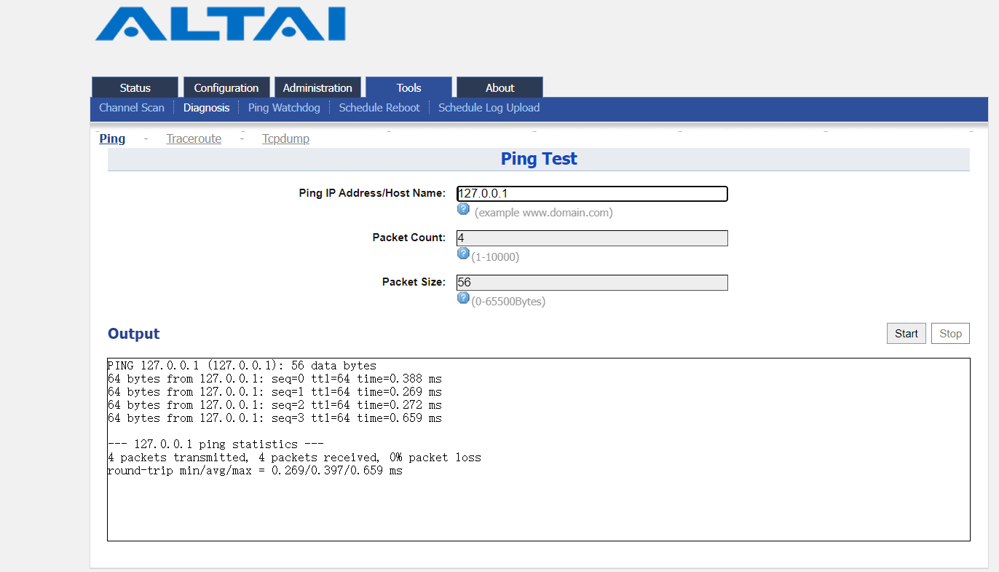 ALTAI
Status Configuration Administration Tools About
Channel Scan Diagnosis Ping Watchdog Schedule Reboot Schedule Log Upload
Ping - Traceroute - Tcpdump
Ping Test
Ping IP Address/Host Name: 127.0.0.1
(example www.domain.com)
Packet Count: 4
(1-10000)
Packet Size: 56
(0-65500Bytes)
Output Start Stop
PING 127.0.0.1 (127.0.0.1): 56 data bytes
64 bytes from 127.0.0.1: seq=0 ttl=64 time=0.388 ms
64 bytes from 127.0.0.1: seq=1 ttl=64 time=0.269 ms
64 bytes from 127.0.0.1: seq=2 ttl=64 time=0.272 ms
64 bytes from 127.0.0.1: seq=3 ttl=64 time=0.659 ms
--- 127.0.0.1 ping statistics ---
4 packets transmitted, 4 packets received, 0% packet loss
round-trip min/avg/max = 0.269/0.397/0.659 ms